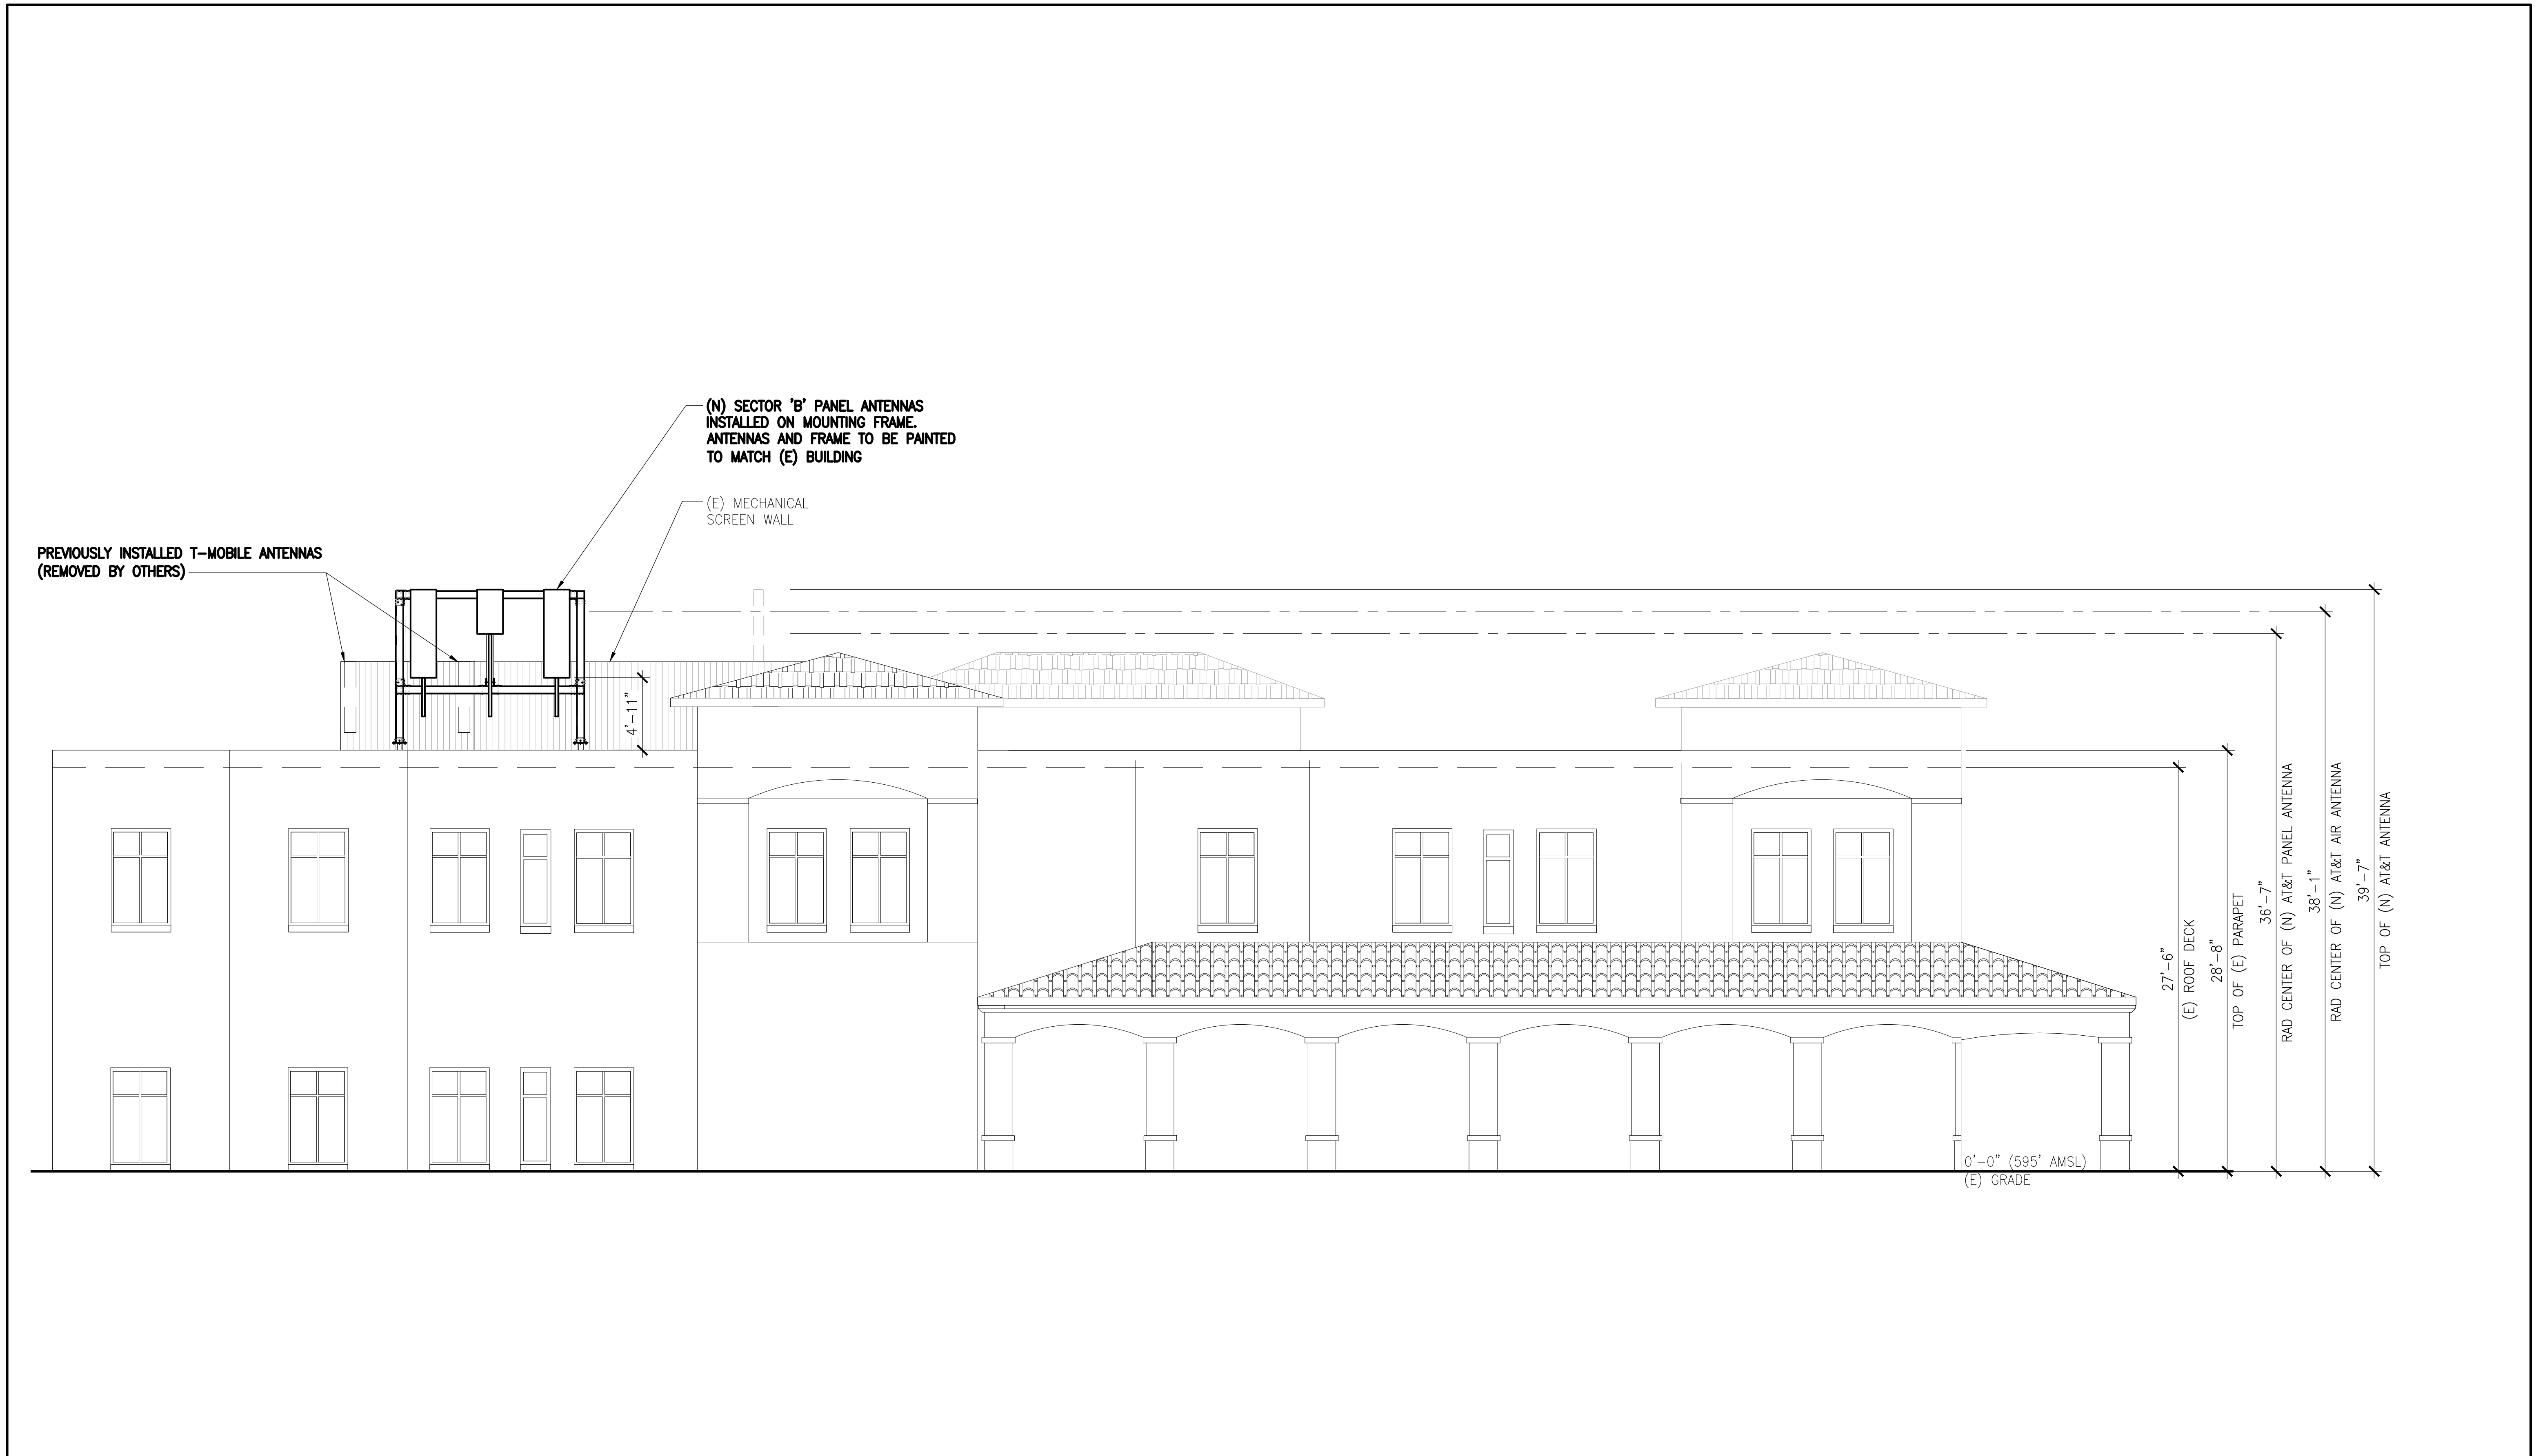 (N) SECTOR 'B' PANEL ANTENNAS
INSTALLED ON MOUNTING FRAME.
ANTENNAS AND FRAME TO BE PAINTED
TO MATCH (E) BUILDING
(E) MECHANICAL
SCREEN WALL
PREVIOUSLY INSTALLED T-MOBILE ANTENNAS
(REMOVED BY OTHERS)
4'-11"
27'-6"
(E) ROOF DECK
28'-8"
TOP OF (E) PARAPET
36'-7"
RAD CENTER OF (N) AT&T PANEL ANTENNA
38'-1"
RAD CENTER OF (N) AT&T AIR ANTENNA
39'-7"
TOP OF (N) AT&T ANTENNA
0'-0" (595' AMSL)
(E) GRADE